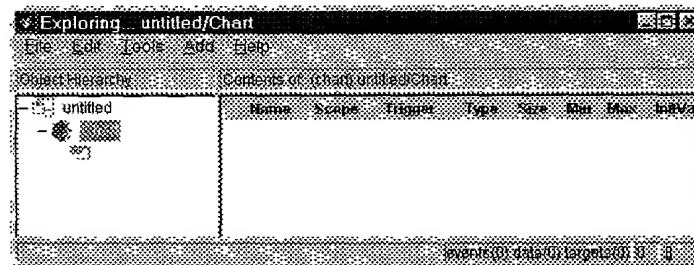 Exploring... untitled/Chart
File Edit Tools Add Help
Object Hierarchy
Contents of: (chart) untitled/Chart
untitled
Name Scope Trigger Type Size Min Max InitVa
events(0) data(0) targets(0)